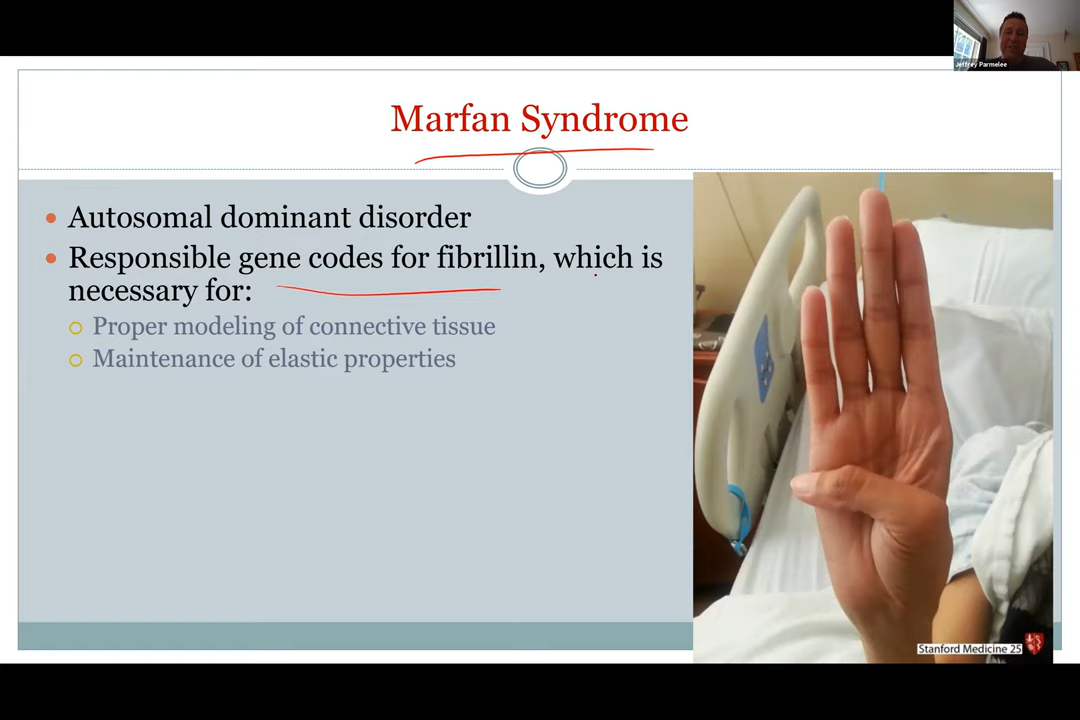 Jeffrey Parmelee
Marfan Syndrome
Autosomal dominant disorder
Responsible gene codes for fibrillin, which is
necessary for:
Proper modeling of connective tissue
Maintenance of elastic properties
Stanford Medicine 25